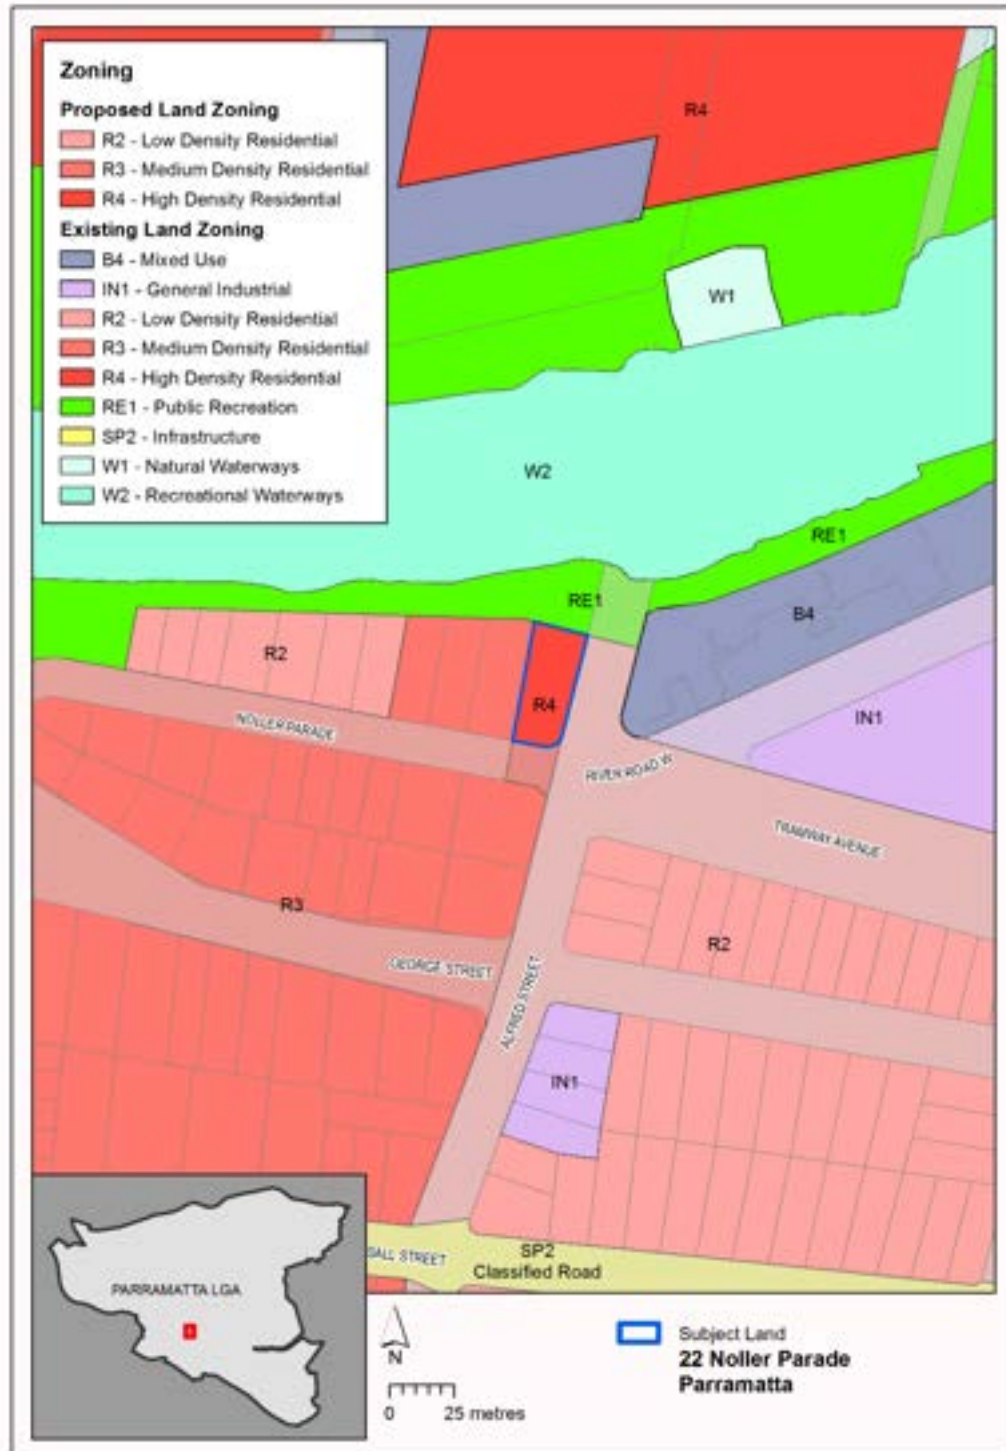 Zoning
Proposed Land Zoning
R2 - Low Density Residential
R3 - Medium Density Residential
R4 - High Density Residential
Existing Land Zoning
B4 - Mixed Use
IN1 - General Industrial
R2 - Low Density Residential
R3 - Medium Density Residential
R4 - High Density Residential
RE1 - Public Recreation
SP2 - Infrastructure
W1 - Natural Waterways
W2 - Recreational Waterways
R4
W1
W2
RE1
RE1
B4
R2
R4
IN1
NOLLER PARADE
RIVER ROAD W
TRAMWAY AVENUE
R3
R2
GEORGE STREET
ALFRED STREET
IN1
SP2
Classified Road
STREET
PARRAMATTA LGA
N
0 25 metres
Subject Land
22 Noller Parade
Parramatta